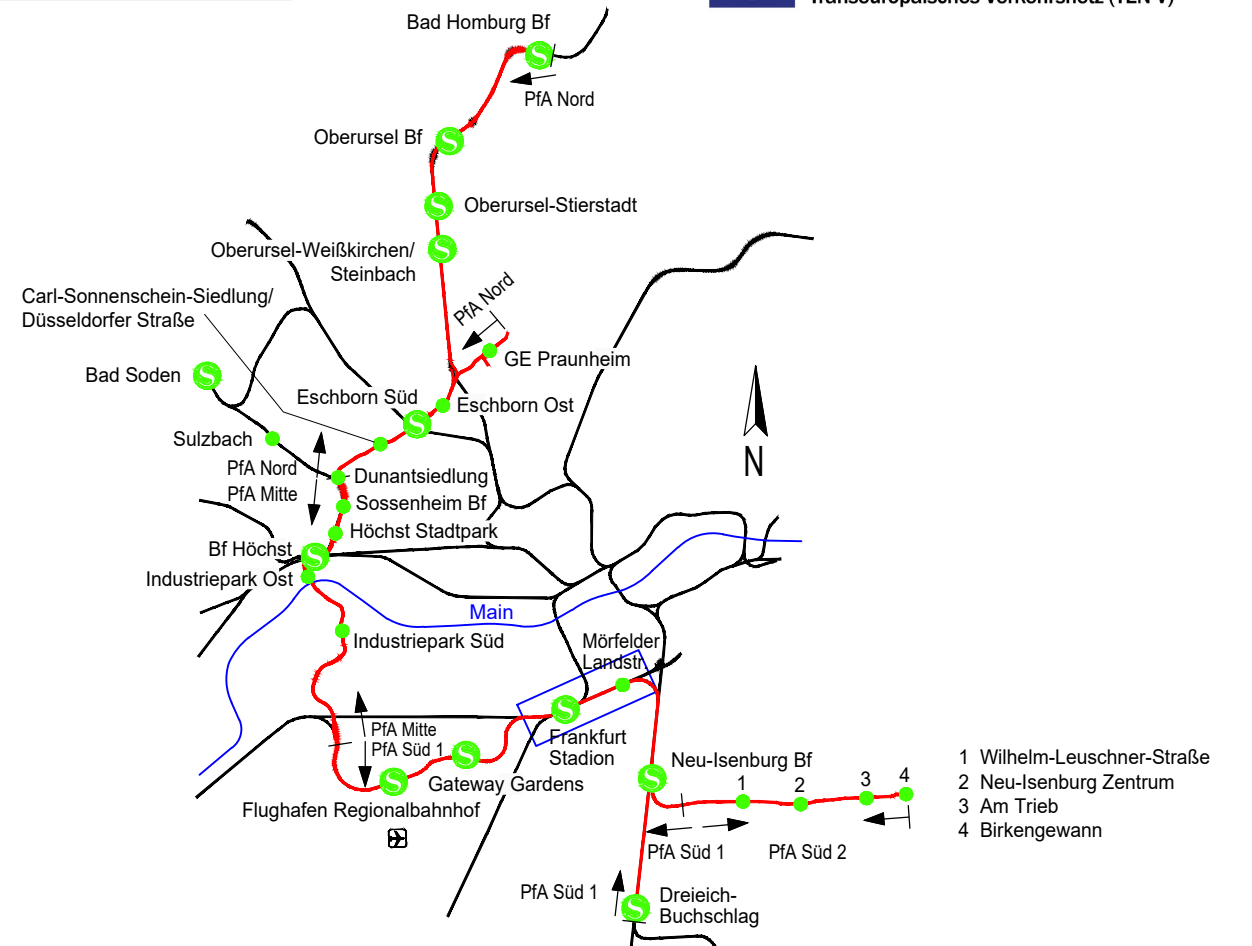 Transeuropäisches Verkehrsnetz (TEN-V)
Bad Homburg Bf
PfA Nord
Oberursel Bf
Oberursel-Stierstadt
Oberursel-Weißkirchen/
Steinbach
PfA Nord
Carl-Sonnenschein-Siedlung/
Düsseldorfer Straße
GE Praunheim
Bad Soden
Eschborn Süd
Eschborn Ost
Sulzbach
N
PfA Nord
PfA Mitte
Dunantsiedlung
Sossenheim Bf
Höchst Stadtpark
Bf Höchst
Industriepark Ost
Main
Industriepark Süd
Mörfelder
Landstr.
PfA Mitte
PfA Süd 1
Frankfurt
Stadion
Gateway Gardens
Flughafen Regionalbahnhof
Neu-Isenburg Bf
1 2 3 4
PfA Süd 1
PfA Süd 2
1 Wilhelm-Leuschner-Straße
2 Neu-Isenburg Zentrum
3 Am Trieb
4 Birkengewann
PfA Süd 1
Dreieich-
Buchschlag